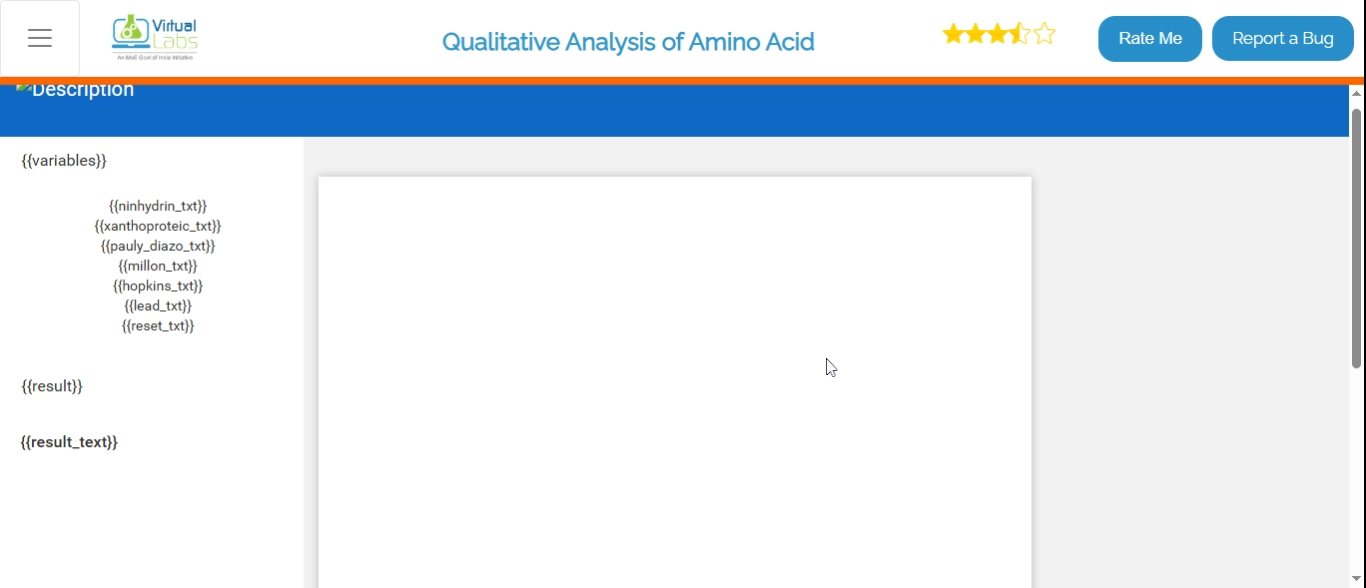 Virtual
Labs
An MoE Govt of India Initiative
Qualitative Analysis of Amino Acid
Rate Me
Report a Bug
Description
{{variables}}
{{ninhydrin_txt}}
{{xanthoproteic_txt}}
{{pauly_diazo_txt}}
{{millon_txt}}
{{hopkins_txt}}
{{lead_txt}}
{{reset_txt}}
{{result}}
{{result_text}}